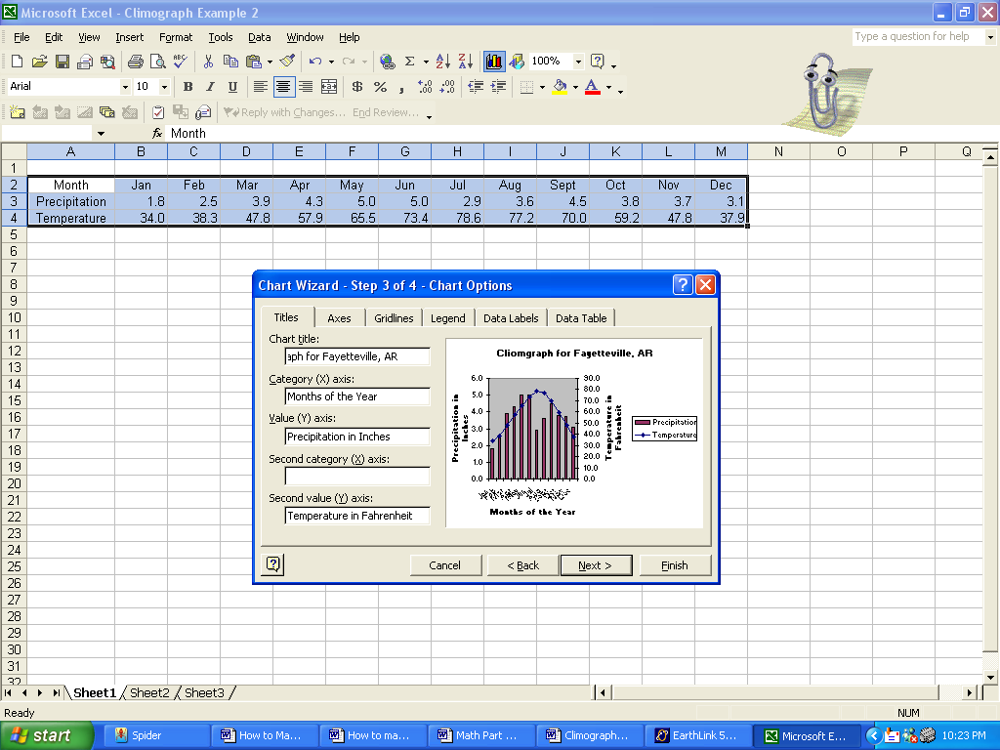 Microsoft Excel - Climograph Example 2
File Edit View Insert Format Tools Data Window Help
Type a question for help
100%
Arial 10 B I U $ % ,
Reply with Changes... End Review...
fx Month
A B C D E F G H I J K L M N O P Q
1
2 Month Jan Feb Mar Apr May Jun Jul Aug Sept Oct Nov Dec
3 Precipitation 1.8 2.5 3.9 4.3 5.0 5.0 2.9 3.6 4.5 3.8 3.7 3.1
4 Temperature 34.0 38.3 47.8 57.9 65.5 73.4 78.6 77.2 70.0 59.2 47.8 37.9
5
6
7
8
9
10
11
12
13
14
15
16
17
18
19
20
21
22
23
24
25
26
27
28
29
30
31
32
Chart Wizard - Step 3 of 4 - Chart Options
Titles Axes Gridlines Legend Data Labels Data Table
Chart title:
aph for Fayetteville, AR
Category (X) axis:
Months of the Year
Value (Y) axis:
Precipitation in Inches
Second category (X) axis:
Second value (Y) axis:
Temperature in Fahrenheit
Cliomgraph for Fayetteville, AR
Precipitation in
Inches
6.0
5.0
4.0
3.0
2.0
1.0
0.0
90.0
80.0
70.0
60.0
50.0
40.0
30.0
20.0
10.0
0.0
Temperature in
Fahrenheit
Precipitation
Temperature
Months of the Year
Cancel < Back Next > Finish
Sheet1 Sheet2 Sheet3
Ready NUM
start Spider How to Ma... How to ma... Math Part ... Climograph... EarthLink 5... Microsoft E... 10:23 PM